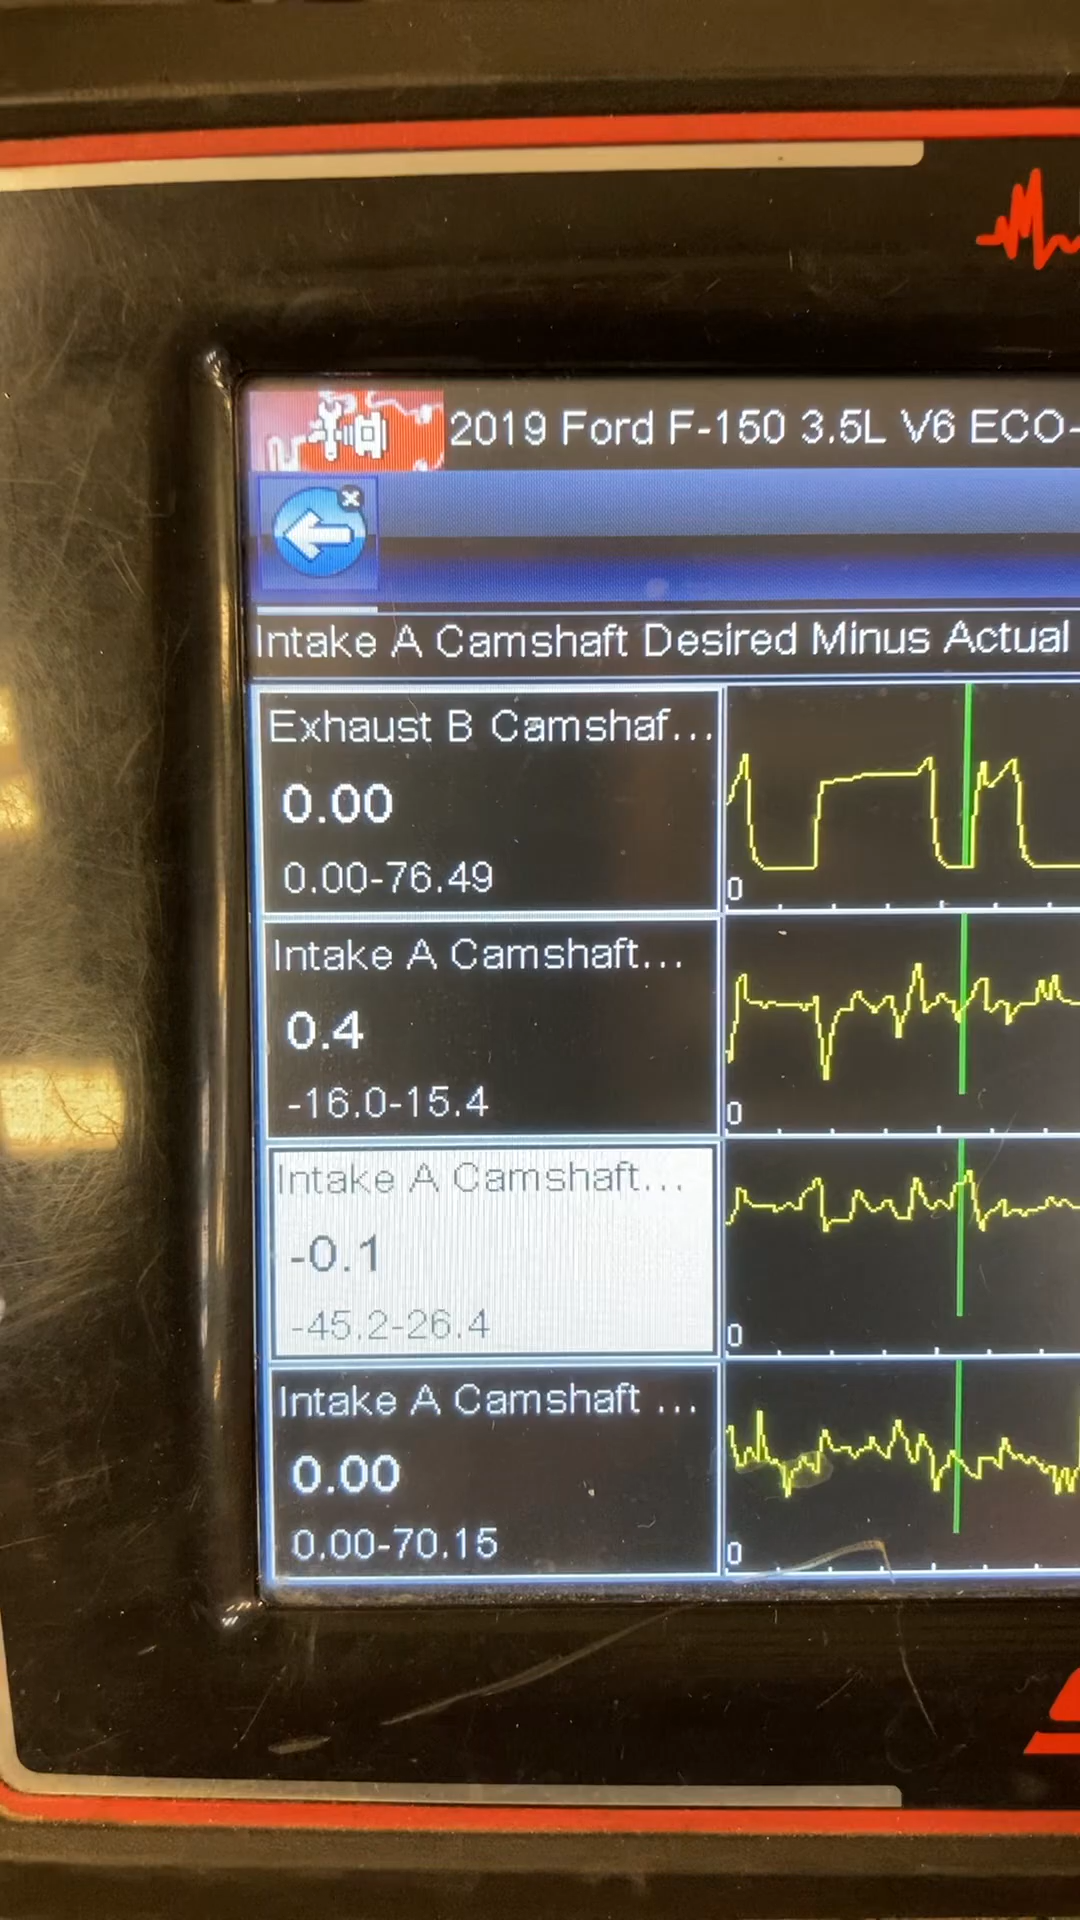 2019 Ford F-150 3.5L V6 ECO-
Intake A Camshaft Desired Minus Actual
Exhaust B Camshaf...
0.00
0.00-76.49
0
Intake A Camshaft...
0.4
-16.0-15.4
0
Intake A Camshaft...
-0.1
-45.2-26.4
0
Intake A Camshaft ...
0.00
0.00-70.15
0